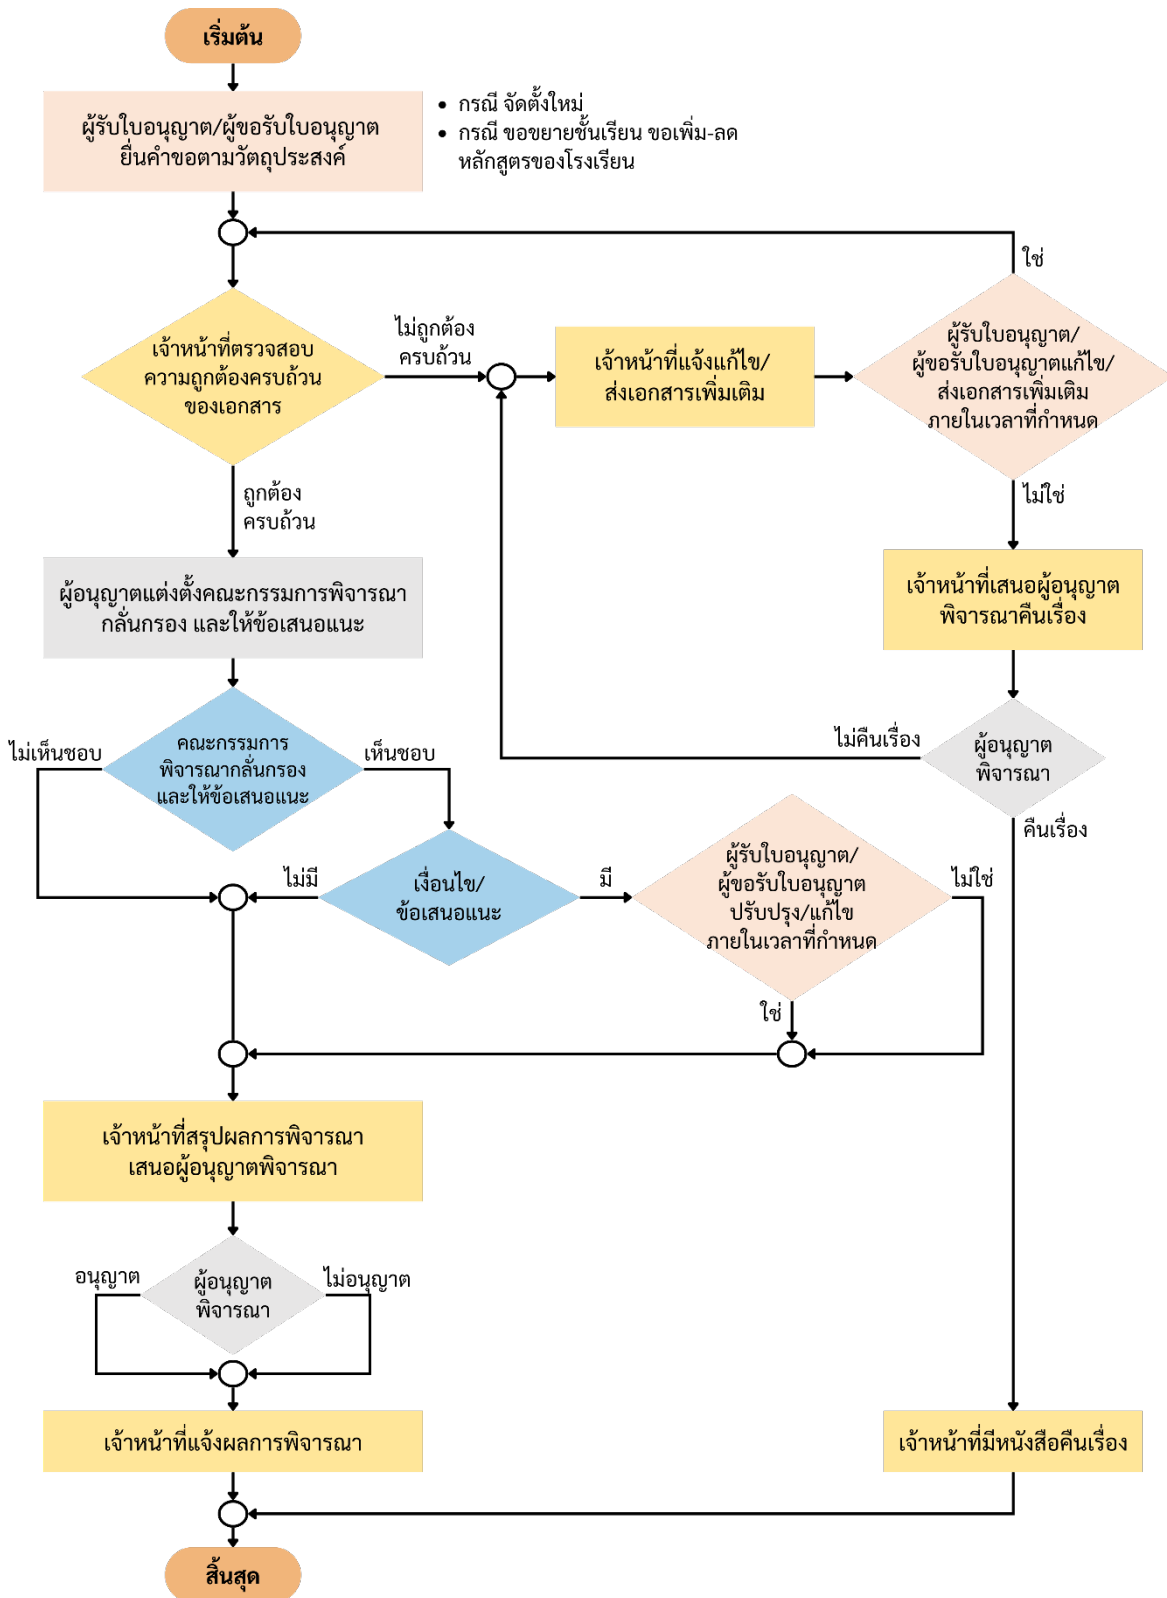 เริ่มต้น
ผู้รับใบอนุญาต/ผู้ขอรับใบอนุญาต
ยื่นคำขอตามวัตถุประสงค์
• กรณี จัดตั้งใหม่
• กรณี ขอขยายชั้นเรียน ขอเพิ่ม-ลด
หลักสูตรของโรงเรียน
ใช่
เจ้าหน้าที่ตรวจสอบ
ความถูกต้องครบถ้วน
ของเอกสาร
ไม่ถูกต้อง
ครบถ้วน
เจ้าหน้าที่แจ้งแก้ไข/
ส่งเอกสารเพิ่มเติม
ผู้รับใบอนุญาต/
ผู้ขอรับใบอนุญาตแก้ไข/
ส่งเอกสารเพิ่มเติม
ภายในเวลาที่กำหนด
ถูกต้อง
ครบถ้วน
ไม่ใช่
ผู้อนุญาตแต่งตั้งคณะกรรมการพิจารณา
กลั่นกรอง และให้ข้อเสนอแนะ
เจ้าหน้าที่เสนอผู้อนุญาต
พิจารณาคืนเรื่อง
ไม่เห็นชอบ
คณะกรรมการ
พิจารณากลั่นกรอง
และให้ข้อเสนอแนะ
เห็นชอบ
ไม่คืนเรื่อง
ผู้อนุญาต
พิจารณา
คืนเรื่อง
ไม่มี
เงื่อนไข/
ข้อเสนอแนะ
มี
ผู้รับใบอนุญาต/
ผู้ขอรับใบอนุญาต
ปรับปรุง/แก้ไข
ภายในเวลาที่กำหนด
ไม่ใช่
ใช่
เจ้าหน้าที่สรุปผลการพิจารณา
เสนอผู้อนุญาตพิจารณา
อนุญาต
ผู้อนุญาต
พิจารณา
ไม่อนุญาต
เจ้าหน้าที่แจ้งผลการพิจารณา
เจ้าหน้าที่มีหนังสือคืนเรื่อง
สิ้นสุด